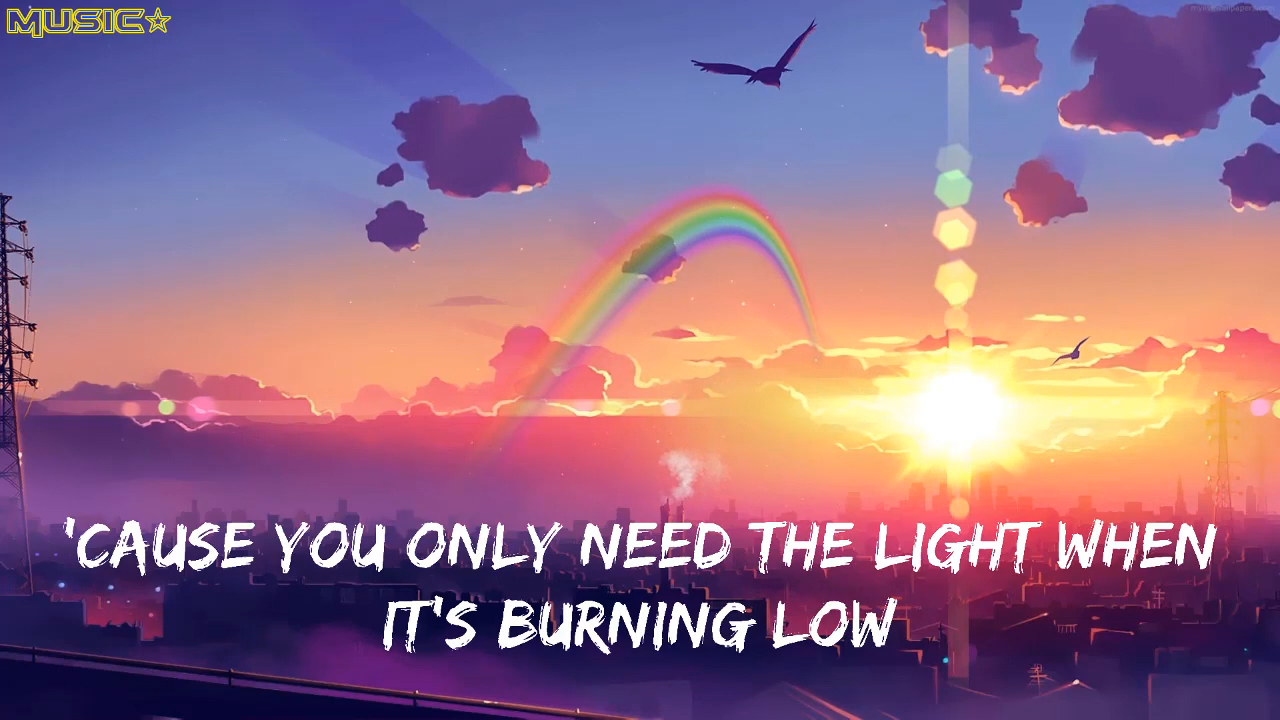 MUSIC☆
'CAUSE YOU ONLY NEED THE LIGHT WHEN
IT'S BURNING LOW